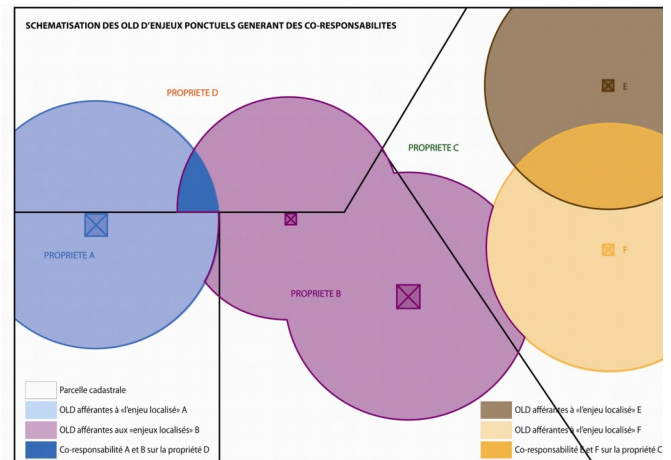 SCHEMATISATION DES OLD D'ENJEUX PONCTUELS GENERANT DES CO-RESPONSABILITES
PROPRIETE D
E
PROPRIETE C
PROPRIETE A
F
PROPRIETE B
Parcelle cadastrale
OLD afférantes à «l'enjeu localisé» A
OLD afférantes aux «enjeux localisés» B
Co-responsabilité A et B sur la propriété D
OLD afférantes à «l'enjeu localisé» E
OLD afférantes à «l'enjeu localisé» F
Co-responsabilité E et F sur la propriété C